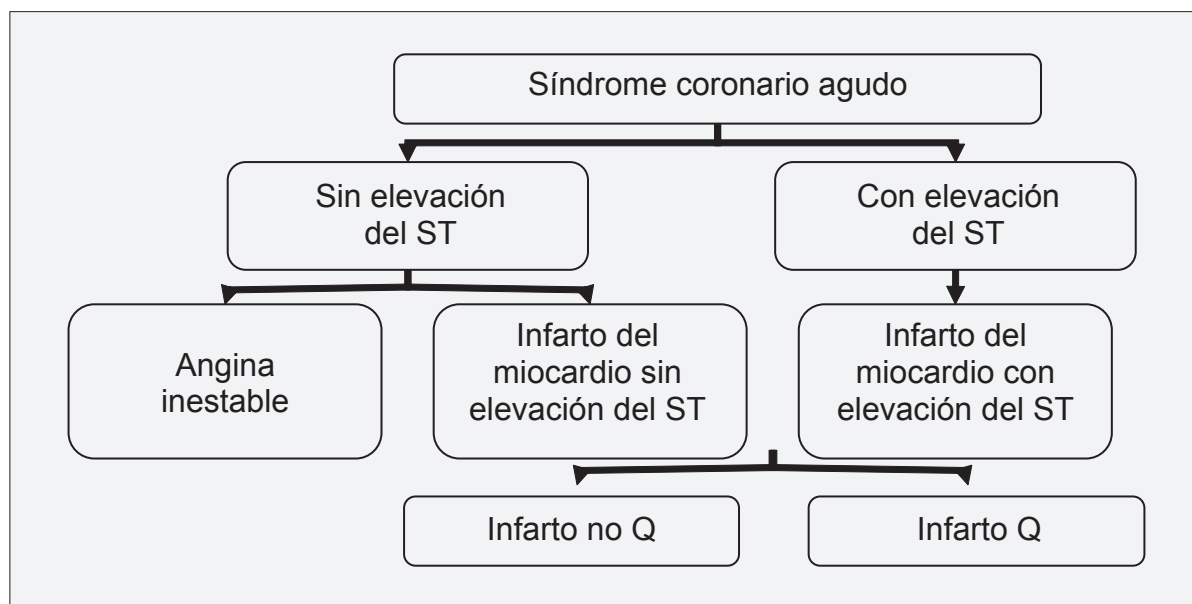 Síndrome coronario agudo
Sin elevación
del ST
Con elevación
del ST
Angina
inestable
Infarto del
miocardio sin
elevación del ST
Infarto del
miocardio con
elevación del ST
Infarto no Q
Infarto Q